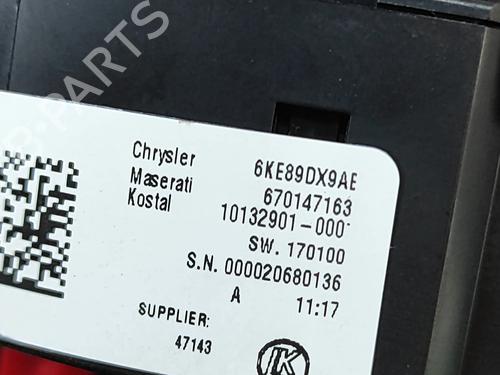 Chrysler 6KE89DX9AE
Maserati 670147163
Kostal 10132901-000
SW. 170100
S.N. 000020680136
A 11:17
SUPPLIER:
47143